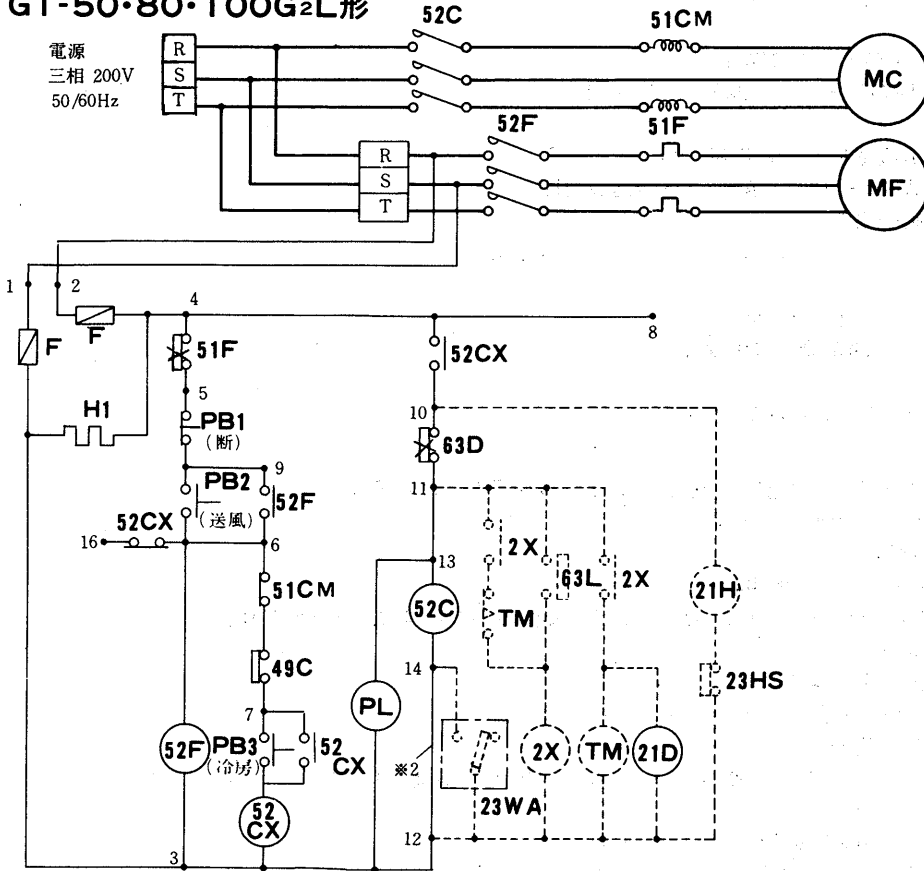 GT-50・80・100G2L形
52C
51CM
電源
三相 200V
50/60Hz
R
S
T
MC
52F
51F
R
S
T
MF
1
2
4
8
F
F
51F
52CX
5
H1
PB1
(断)
10
63D
9
PB2
(送風)
52F
11
52CX
16
6
2X
63L
2X
13
51CM
TM
52C
21H
49C
14
23HS
7
PL
52F
PB3
(冷房)
52
CX
※2
2X
TM
21D
23WA
52
CX
12
3